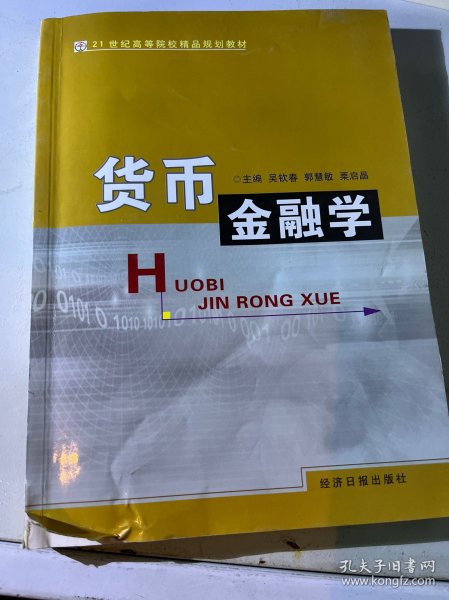 21世纪高等院校精品规划教材
◎主编 吴钦春 郭慧敏 栗启晶
货币
金融学
HUOBI
JIN RONG XUE
1010 101010
经济日报出版社
孔夫子旧书网
www.kongfz.com